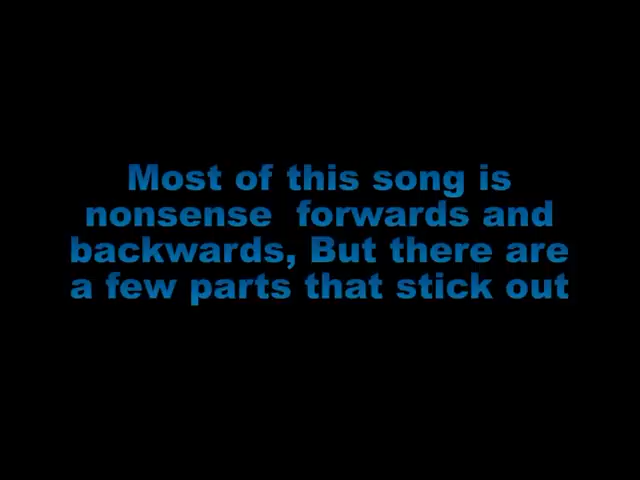 Most of this song is
nonsense  forwards and
backwards, But there are
a few parts that stick out